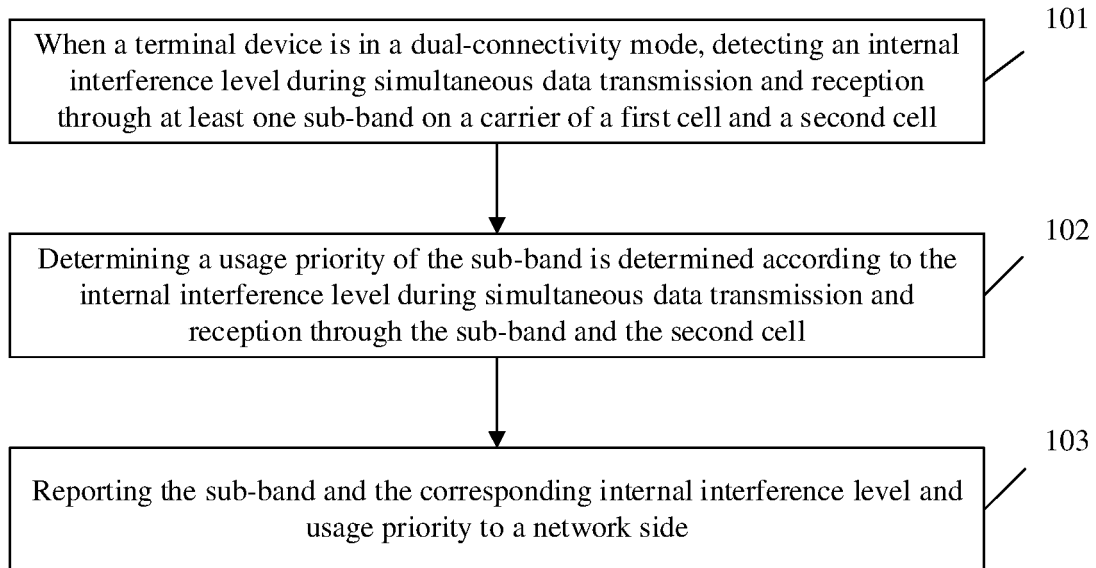 101
When a terminal device is in a dual-connectivity mode, detecting an internal
interference level during simultaneous data transmission and reception
through at least one sub-band on a carrier of a first cell and a second cell
102
Determining a usage priority of the sub-band is determined according to the
internal interference level during simultaneous data transmission and
reception through the sub-band and the second cell
103
Reporting the sub-band and the corresponding internal interference level and
usage priority to a network side